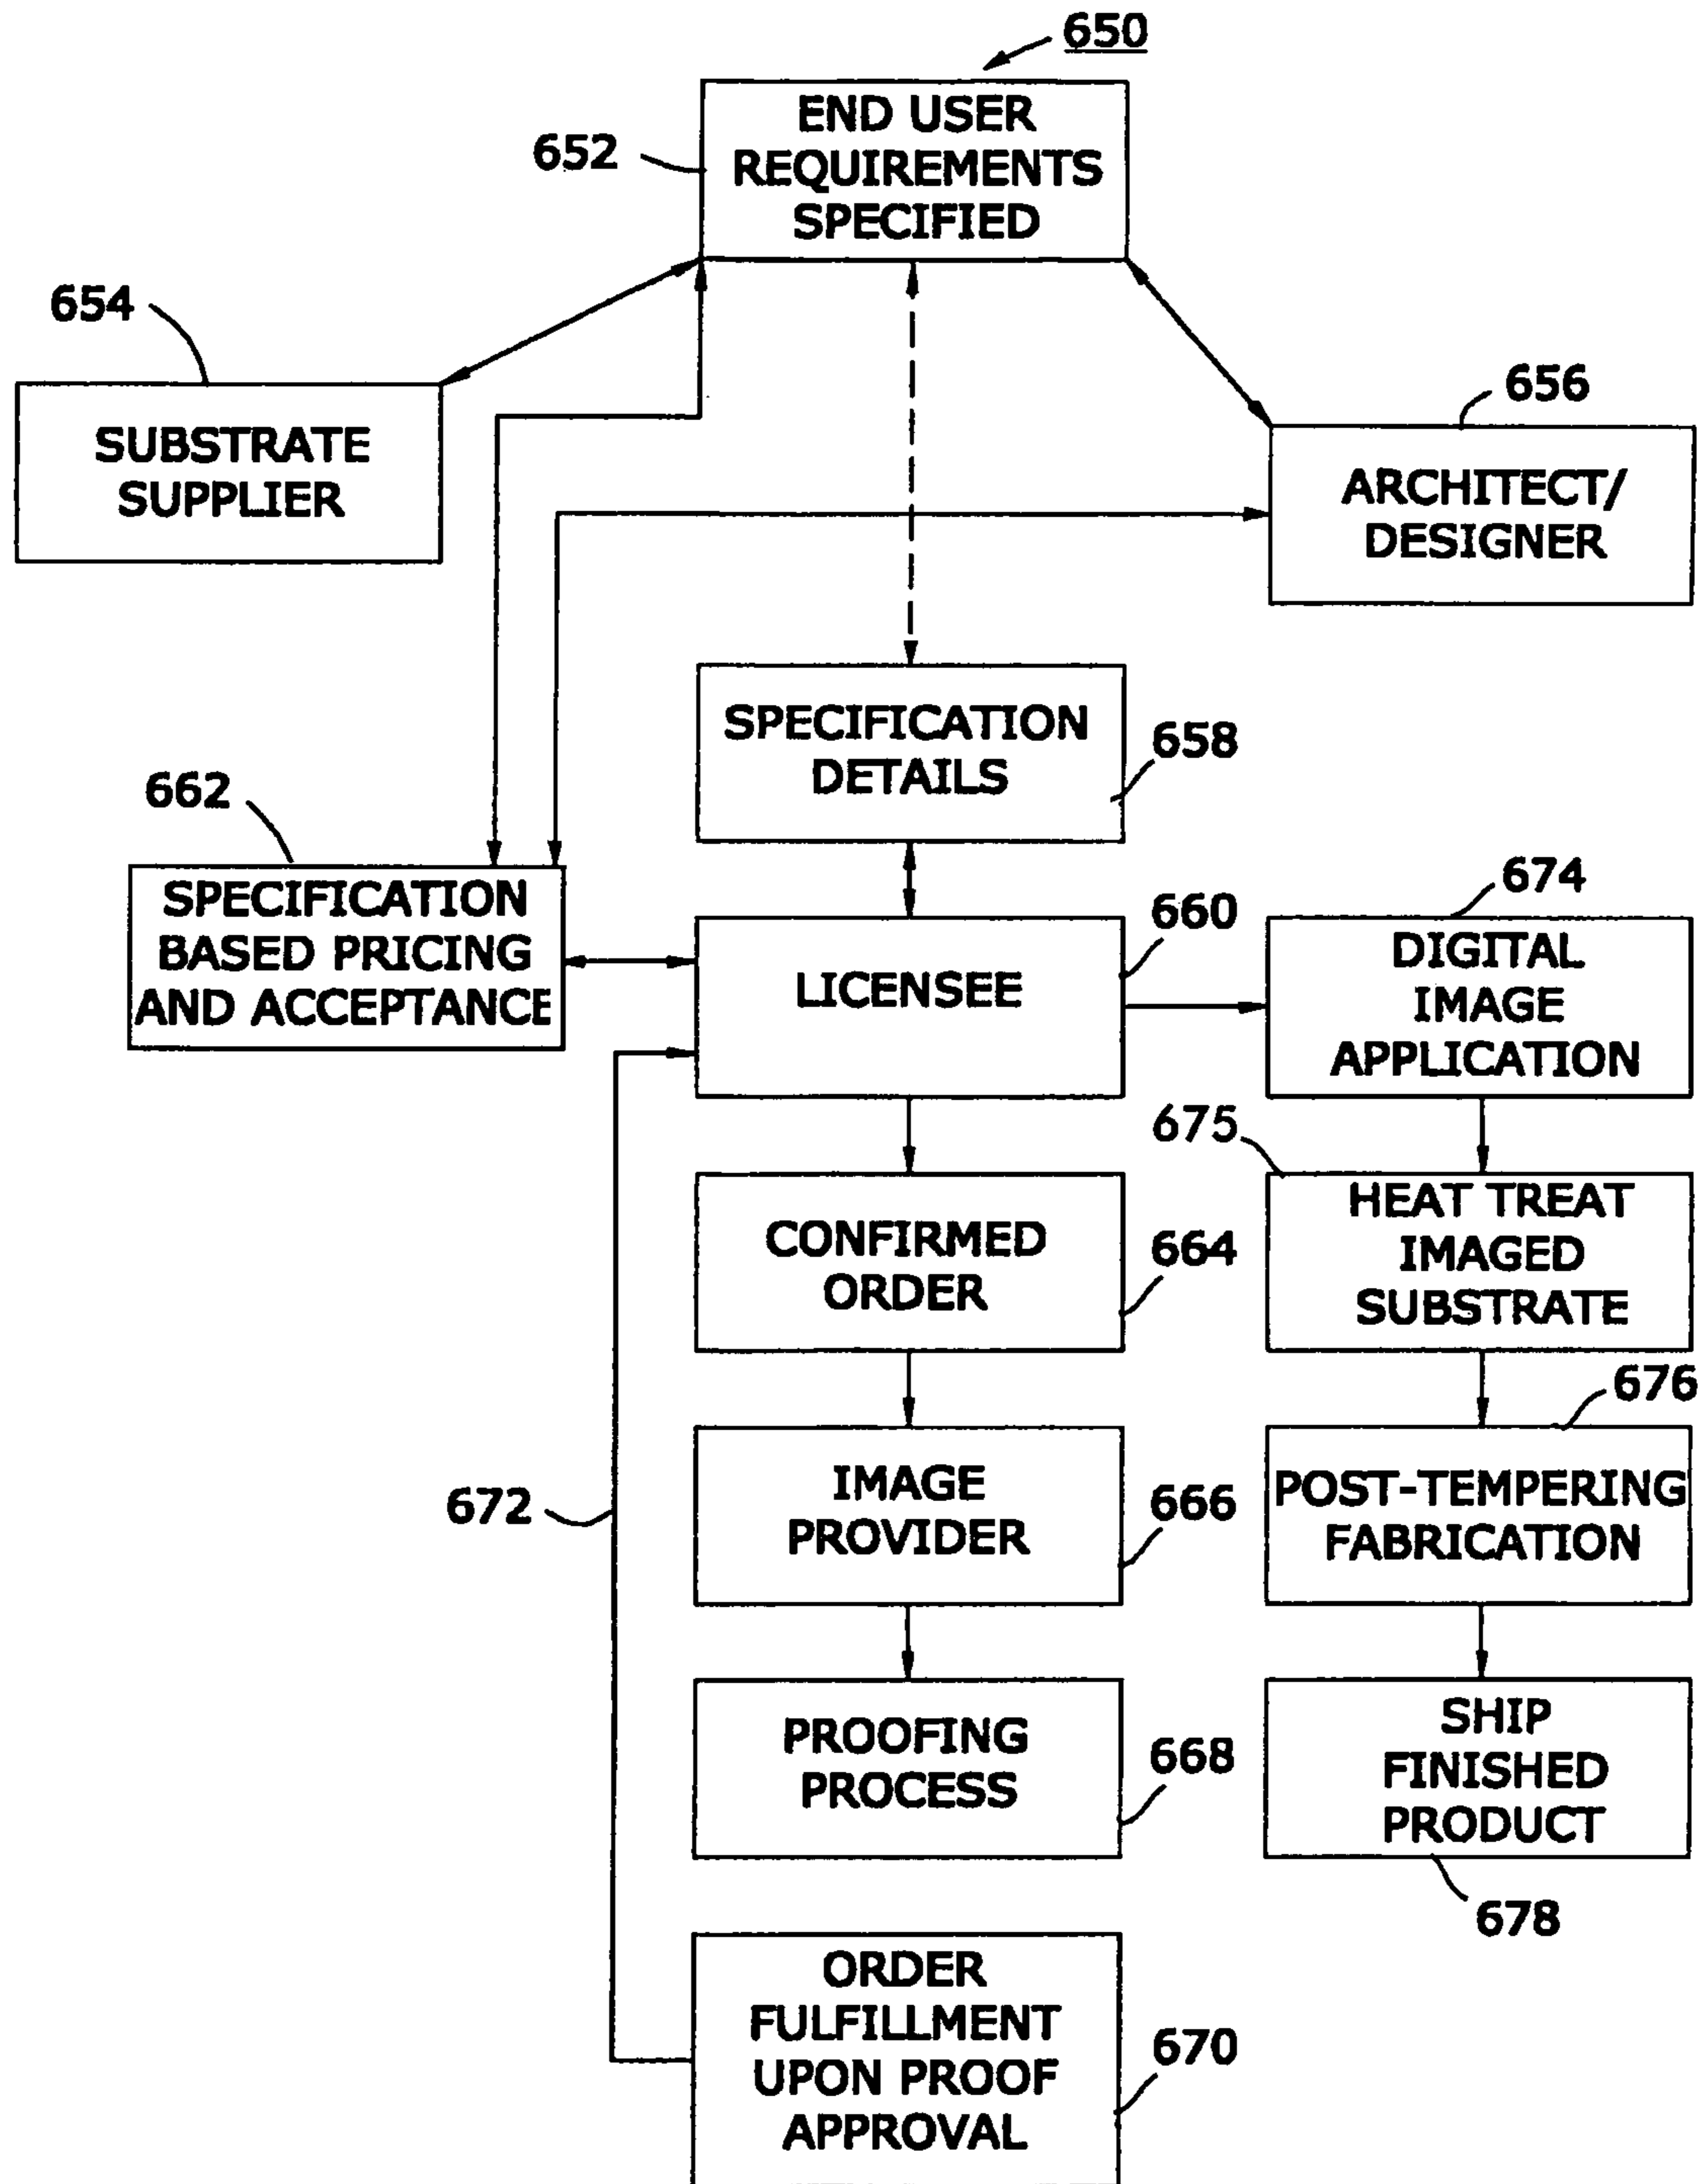 650
END USER
REQUIREMENTS
SPECIFIED
652
654
SUBSTRATE
SUPPLIER
656
ARCHITECT/
DESIGNER
SPECIFICATION
DETAILS
658
662
SPECIFICATION
BASED PRICING
AND ACCEPTANCE
660
LICENSEE
674
DIGITAL
IMAGE
APPLICATION
675
HEAT TREAT
IMAGED
SUBSTRATE
CONFIRMED
ORDER
664
676
POST-TEMPERING
FABRICATION
IMAGE
PROVIDER
666
672
PROOFING
PROCESS
668
SHIP
FINISHED
PRODUCT
678
ORDER
FULFILLMENT
UPON PROOF
APPROVAL
670